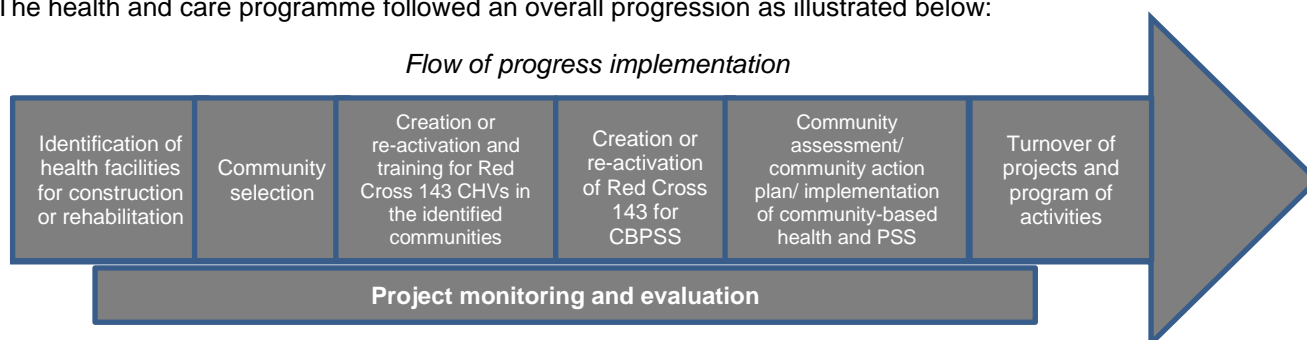 The health and care programme followed an overall progression as illustrated below:
Flow of progress implementation
Identification of
health facilities
for construction
or rehabilitation
Community
selection
Creation or
re-activation and
training for Red
Cross 143 CHVs in
the identified
communities
Creation or
re-activation
of Red Cross
143 for
CBPSS
Community
assessment/
community action
plan/ implementation
of community-based
health and PSS
Turnover of
projects and
program of
activities
Project monitoring and evaluation